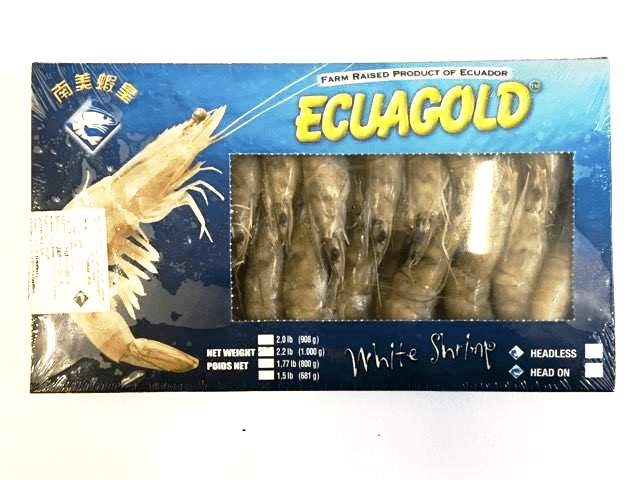 南美蝦皇
FARM RAISED PRODUCT OF ECUADOR
ECUAGOLD™
2,0 lb (908 g)
NET WEIGHT 2.2 lb (1.000 g)
POIDS NET 1,77 lb (800 g)
1.5 lb (681 g)
White Shrimp
HEADLESS
HEAD ON